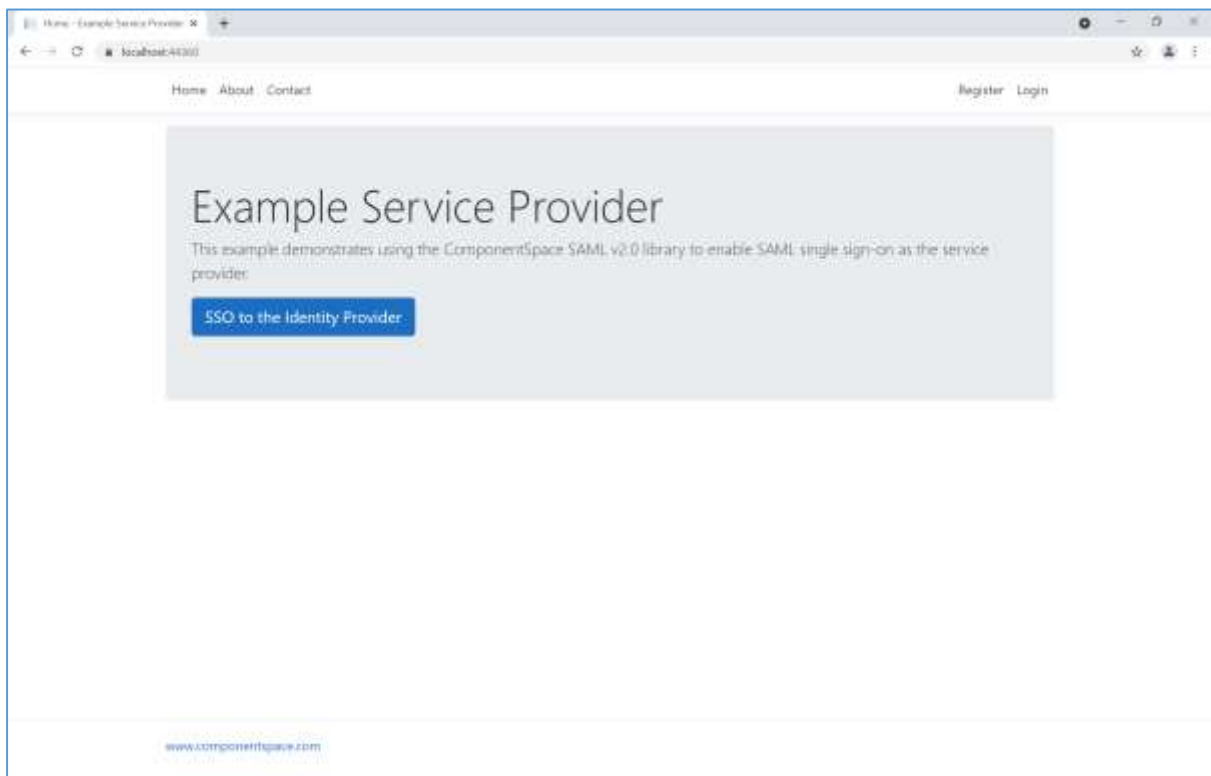 Home - Example Service Provider
localhost:44360
Home About Contact Register Login
Example Service Provider
This example demonstrates using the ComponentSpace SAML v2.0 library to enable SAML single sign-on as the service
provider.
SSO to the Identity Provider
www.componentspace.com